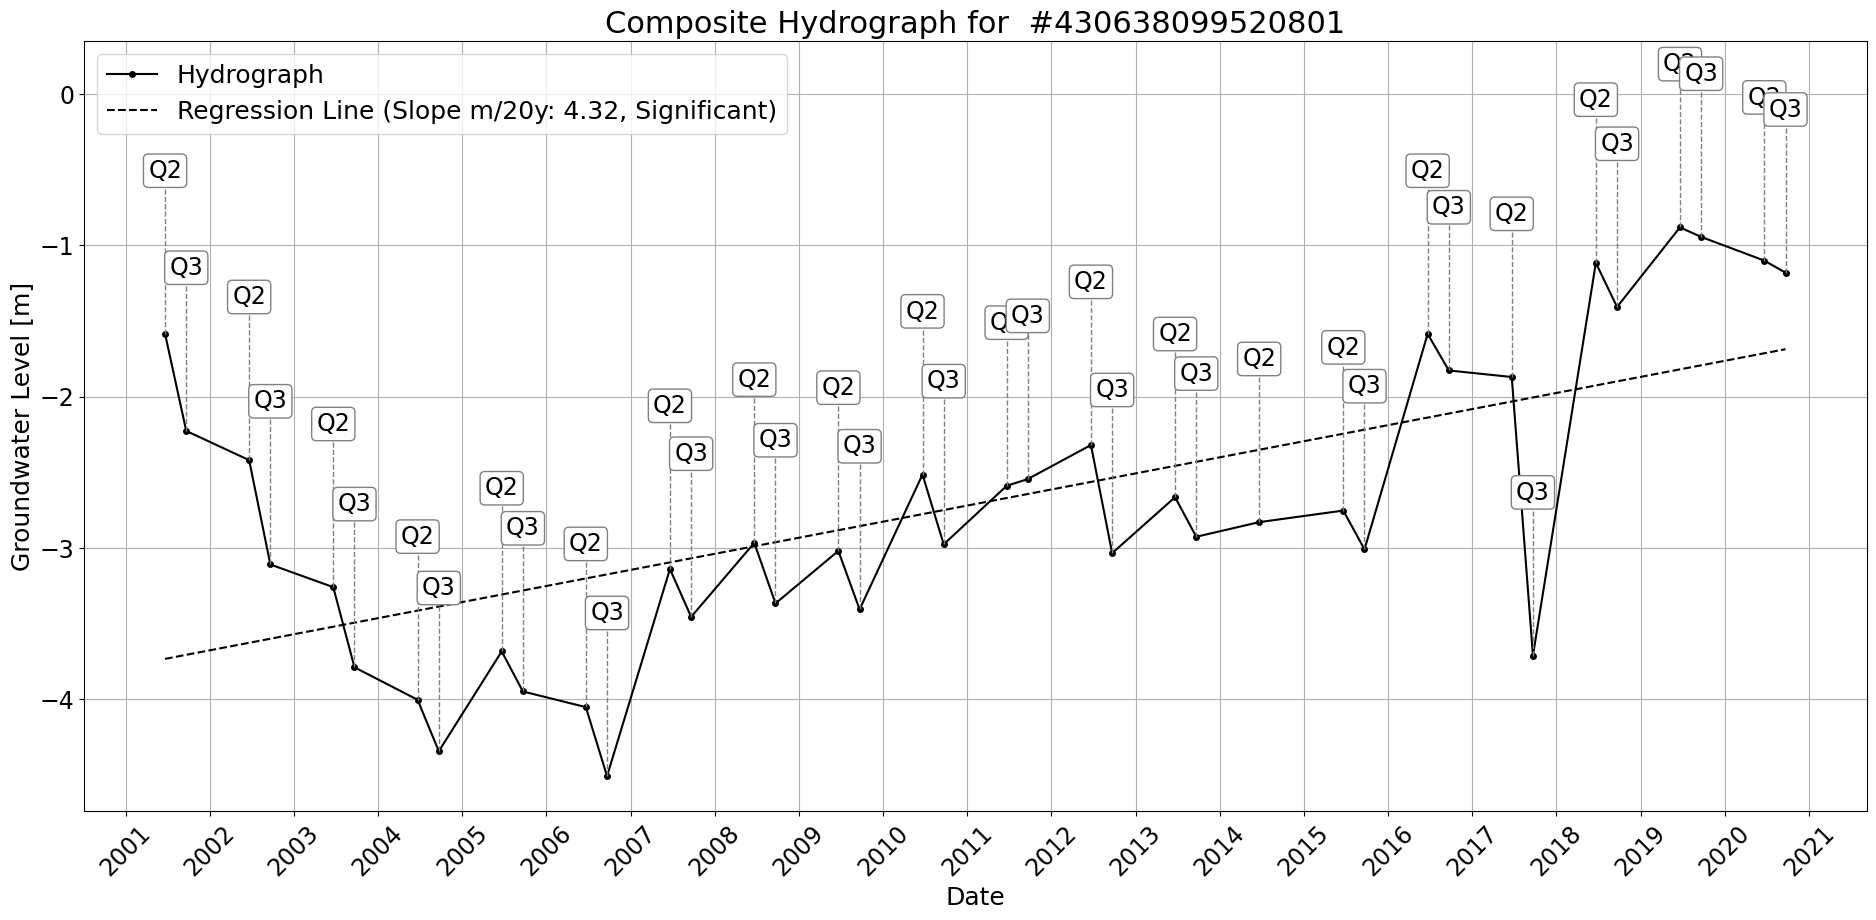 Composite Hydrograph for #430638099520801
Hydrograph
Regression Line (Slope m/20y: 4.32, Significant)
Groundwater Level [m]
0
−1
−2
−3
−4
Q2
Q3
Q2
Q3
Q2
Q3
Q2
Q3
Q2
Q3
Q2
Q3
Q2
Q3
Q2
Q3
Q2
Q3
Q2
Q3
Q3
Q2
Q3
Q2
Q3
Q2
Q2
Q3
Q2
Q3
Q2
Q3
Q2
Q3
Q2
Q3
Q2
Q3
2001
2002
2003
2004
2005
2006
2007
2008
2009
2010
2011
2012
2013
2014
2015
2016
2017
2018
2019
2020
2021
Date